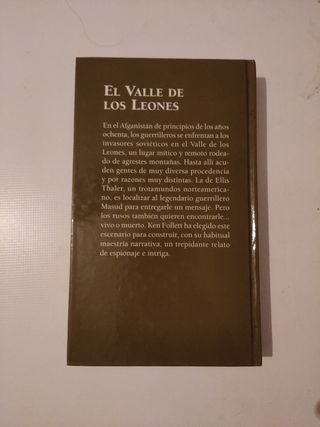 EL VALLE DE
LOS LEONES
En el Afganistán de principios de los años
ochenta, los guerrilleros se enfrentan a los
invasores soviéticos en el Valle de los
Leones, un lugar mítico y remoto rodea-
do de agrestes montañas. Hasta allí acu-
den gentes de muy diversa procedencia
y por razones muy distintas. La de Ellis
Thaler, un trotamundos norteamerica-
no, es localizar al legendario guerrillero
Masud para entregarle un mensaje. Pero
los rusos también quieren encontrarle...
vivo o muerto. Ken Follett ha elegido este
escenario para construir, con su habitual
maestría narrativa, un trepidante relato
de espionaje e intriga.